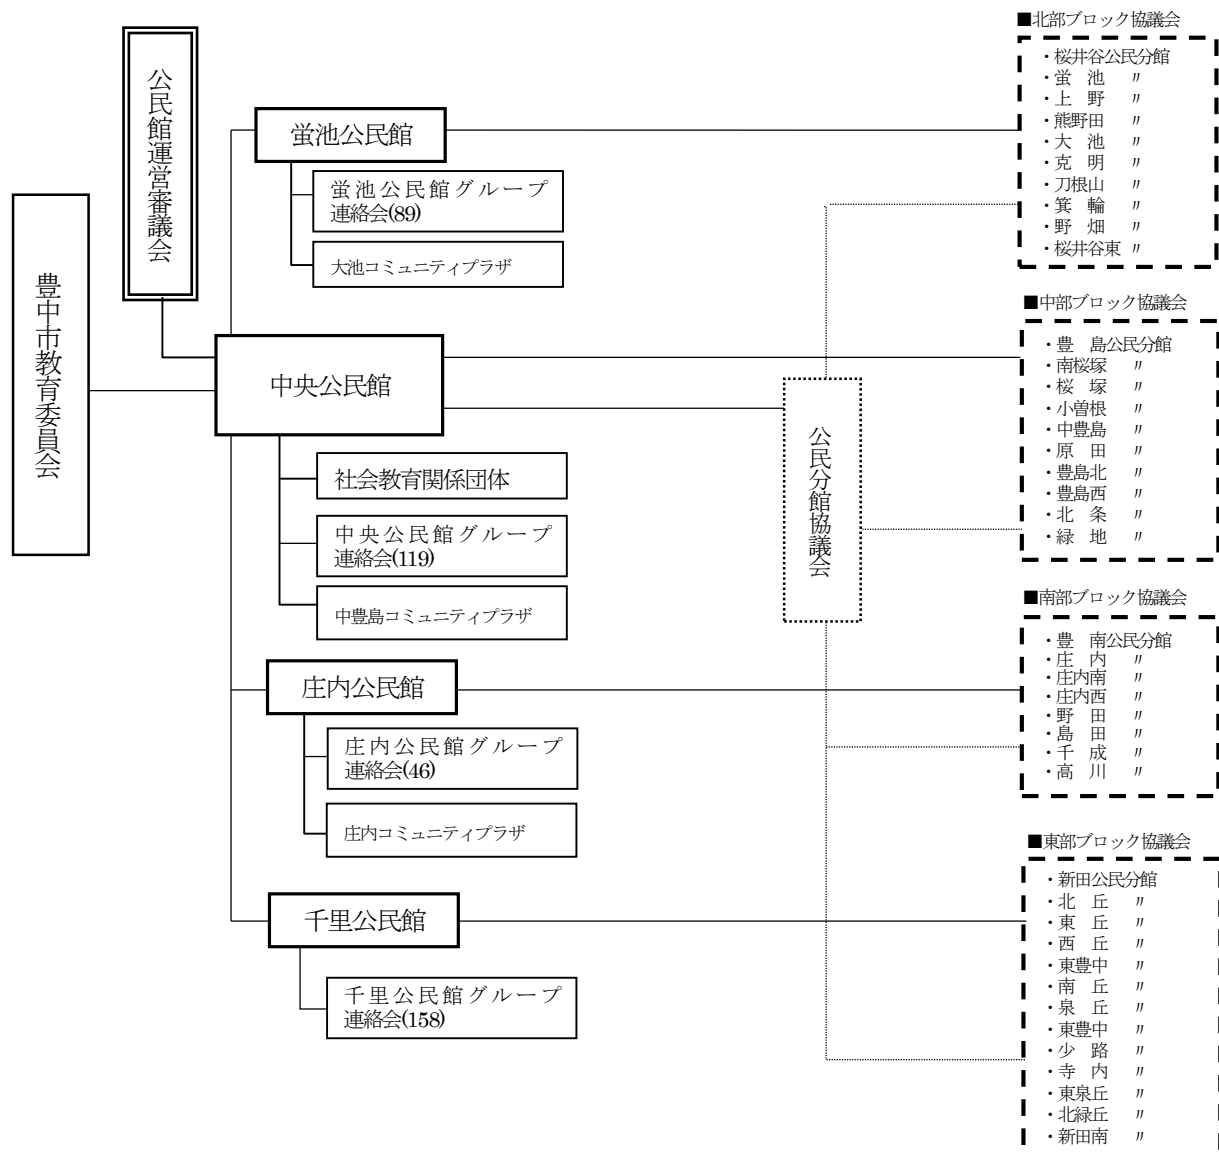 豊中市教育委員会
公民館運営審議会
蛍池公民館
蛍池公民館グループ
連絡会(89)
大池コミュニティプラザ
中央公民館
社会教育関係団体
中央公民館グループ
連絡会(119)
中豊島コミュニティプラザ
庄内公民館
庄内公民館グループ
連絡会(46)
庄内コミュニティプラザ
千里公民館
千里公民館グループ
連絡会(158)
公民分館協議会
■北部ブロック協議会
・桜井谷公民分館
・蛍 池 〃
・上 野 〃
・熊野田 〃
・大 池 〃
・克 明 〃
・刀根山 〃
・箕 輪 〃
・野 畑 〃
・桜井谷東 〃
■中部ブロック協議会
・豊 島公民分館
・南桜塚 〃
・桜 塚 〃
・小曽根 〃
・中豊島 〃
・原 田 〃
・豊島北 〃
・豊島西 〃
・北 条 〃
・緑 地 〃
■南部ブロック協議会
・豊 南公民分館
・庄 内 〃
・庄内南 〃
・庄内西 〃
・野 田 〃
・島 田 〃
・千 成 〃
・高 川 〃
■東部ブロック協議会
・新田公民分館
・北 丘 〃
・東 丘 〃
・西 丘 〃
・東豊中 〃
・南 丘 〃
・泉 丘 〃
・東豊中 〃
・少 路 〃
・寺 内 〃
・東泉丘 〃
・北緑丘 〃
・新田南 〃